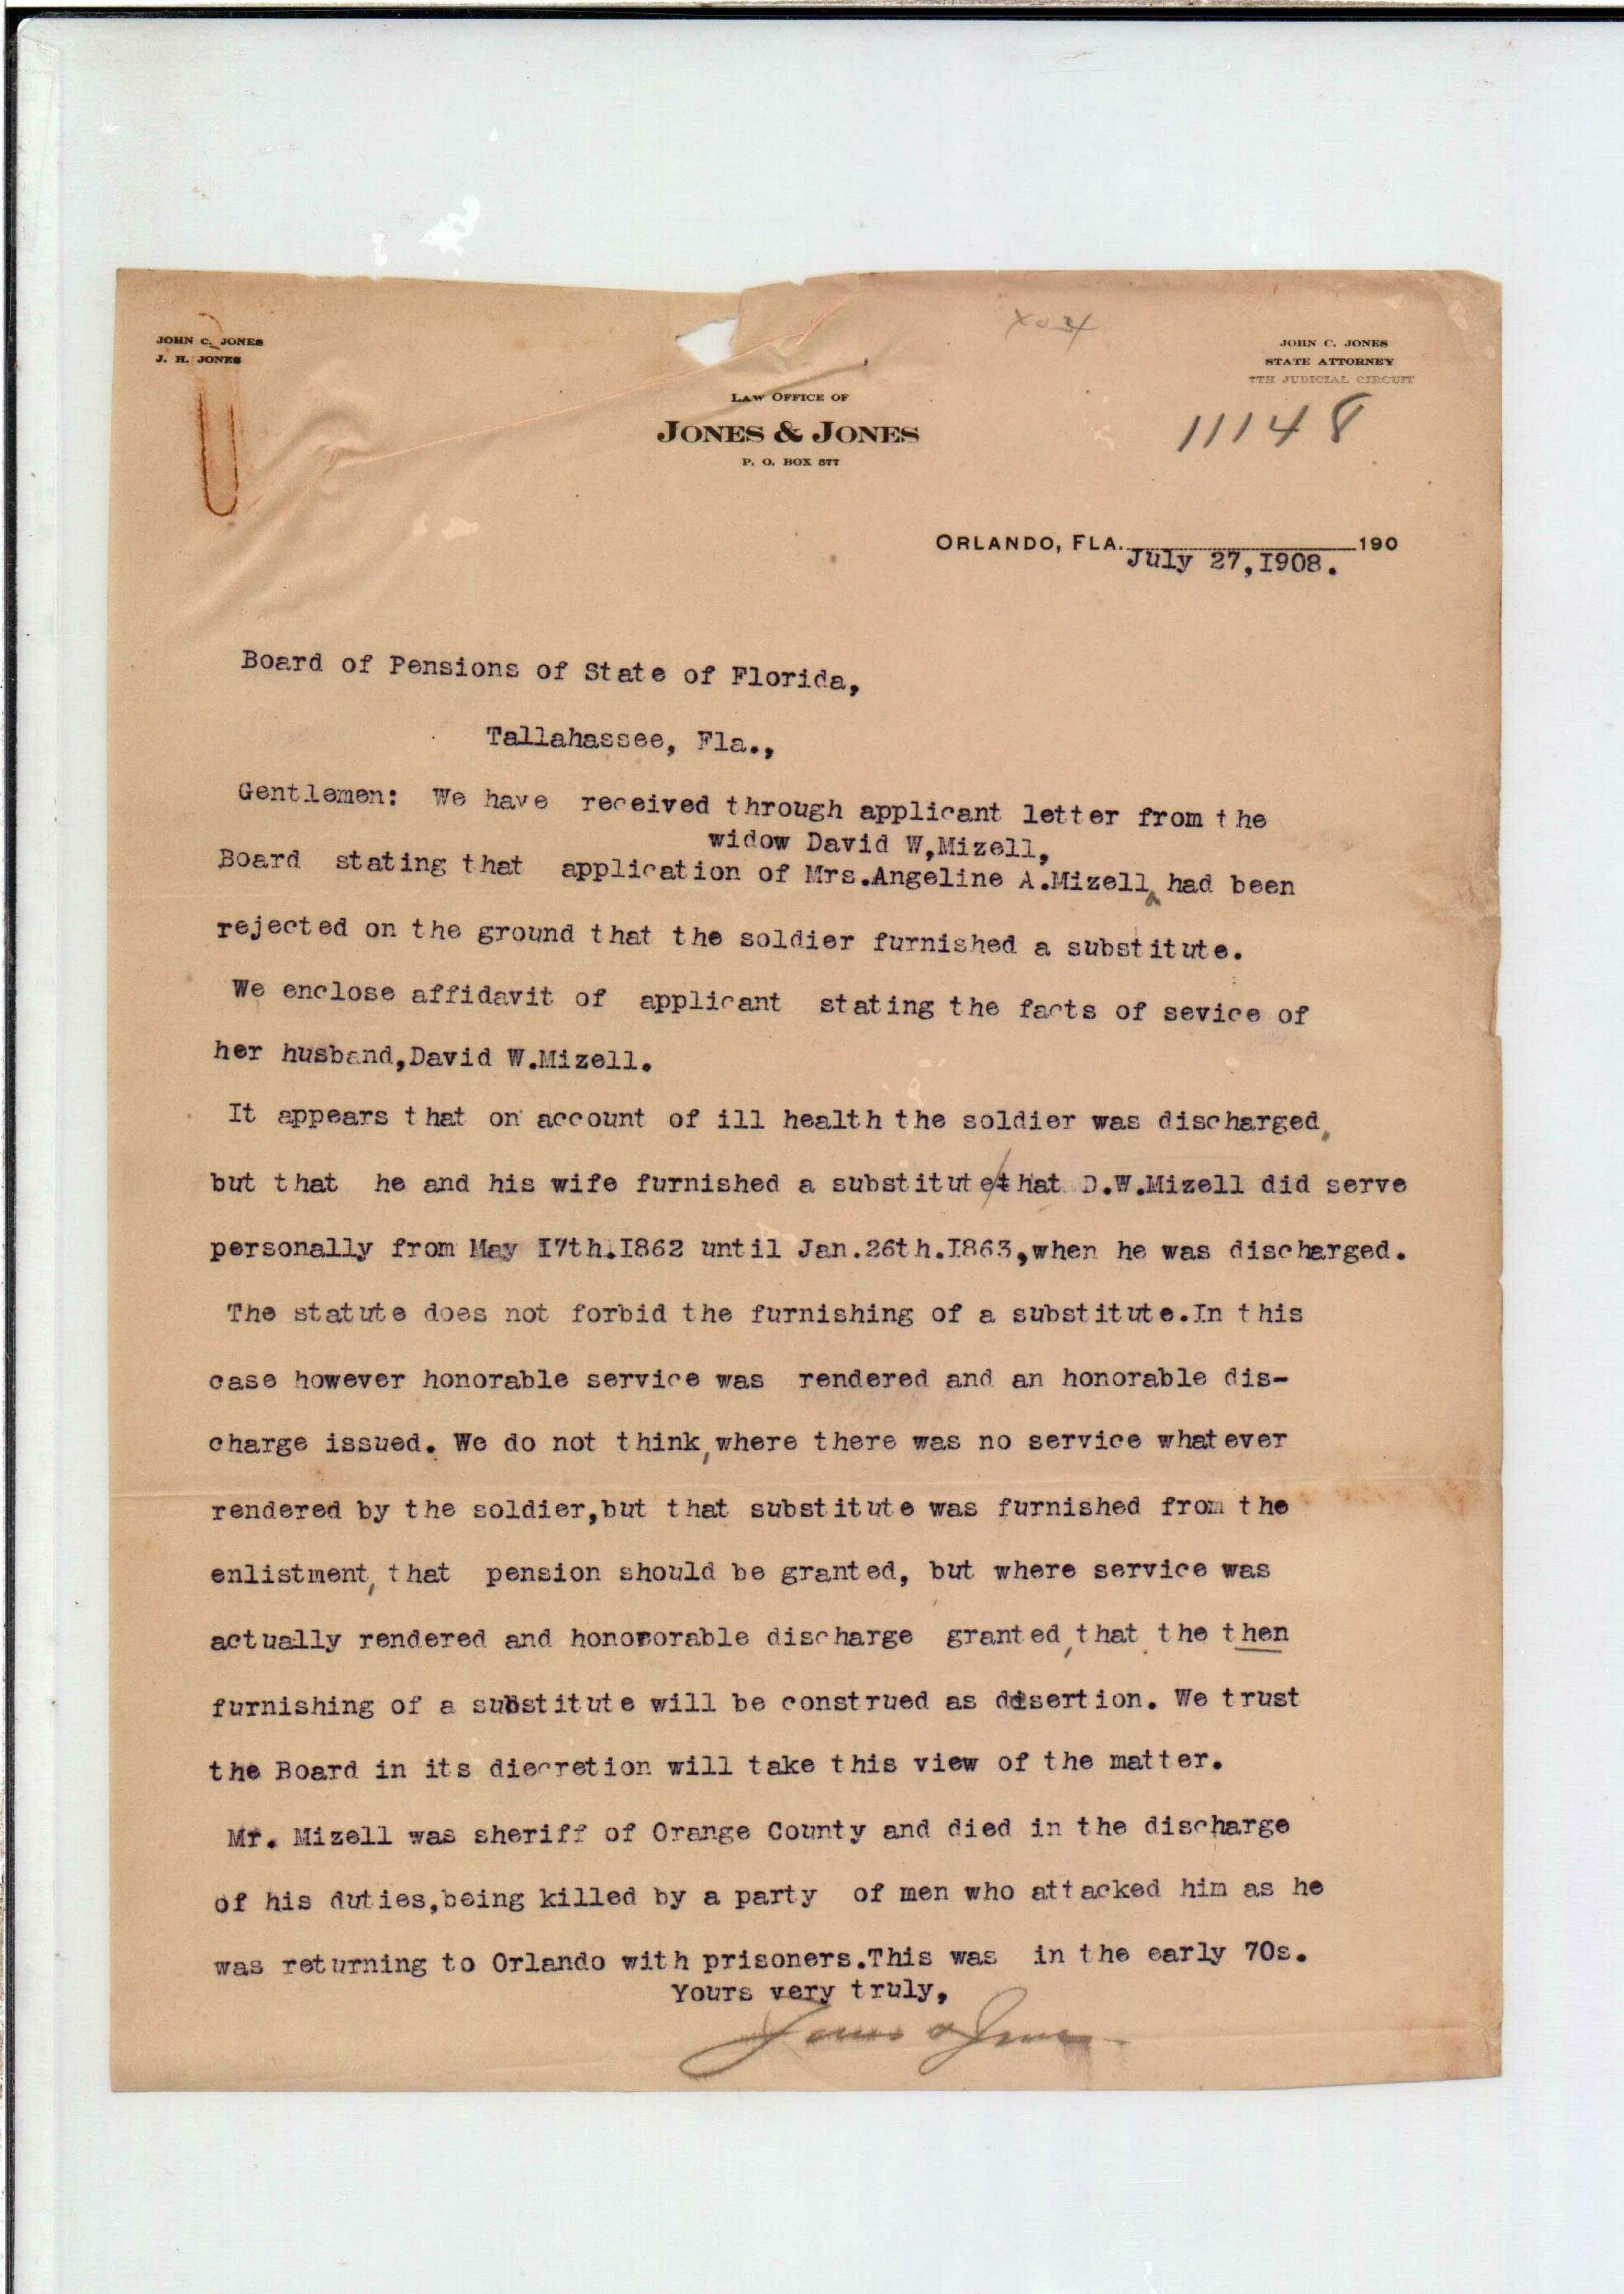 JOHN C. JONES
J. H. JONES
JOHN C. JONES
STATE ATTORNEY
7TH JUDICIAL CIRCUIT
LAW OFFICE OF
JONES & JONES
P. O. BOX 577
11148
ORLANDO, FLA. 190
July 27,I908.
Board of Pensions of State of Florida,
Tallahassee, Fla.,
Gentlemen: We have received through applicant letter from the
widow David W,Mizell,
Board stating that application of Mrs.Angeline A.Mizell^ had been
rejected on the ground that the soldier furnished a substitute.
We enclose affidavit of applicant stating the facts of sevice of
her husband,David W.Mizell.
It appears that on account of ill health the soldier was discharged,
but that he and his wife furnished a substitute/that D.W.Mizell did serve
personally from May I7th.I862 until Jan.26th.I863,when he was discharged.
The statute does not forbid the furnishing of a substitute.In this
case however honorable service was rendered and an honorable dis-
charge issued. We do not think,where there was no service whatever
rendered by the soldier,but that substitute was furnished from the
enlistment, that pension should be granted, but where service was
actually rendered and honororable discharge granted,that the then
furnishing of a substitute will be construed as desertion. We trust
the Board in its diecretion will take this view of the matter.
Mr. Mizell was sheriff of Orange County and died in the discharge
of his duties,being killed by a party of men who attacked him as he
was returning to Orlando with prisoners.This was in the early 70s.
Yours very truly,
Jones & Jones